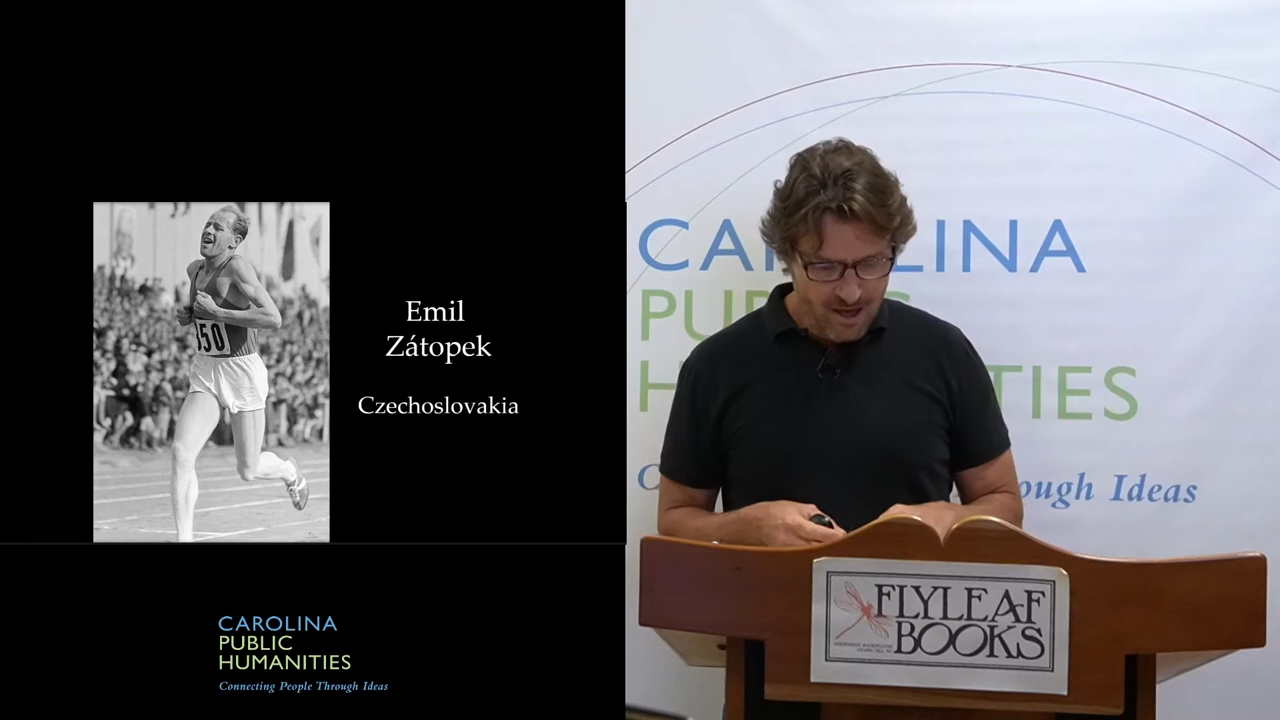 Emil
Zátopek
Czechoslovakia
350
CAROLINA
PUBLIC
HUMANITIES
Connecting People Through Ideas
CA LINA
PU
H TIES
C ough Ideas
FLYLEAF
BOOKS